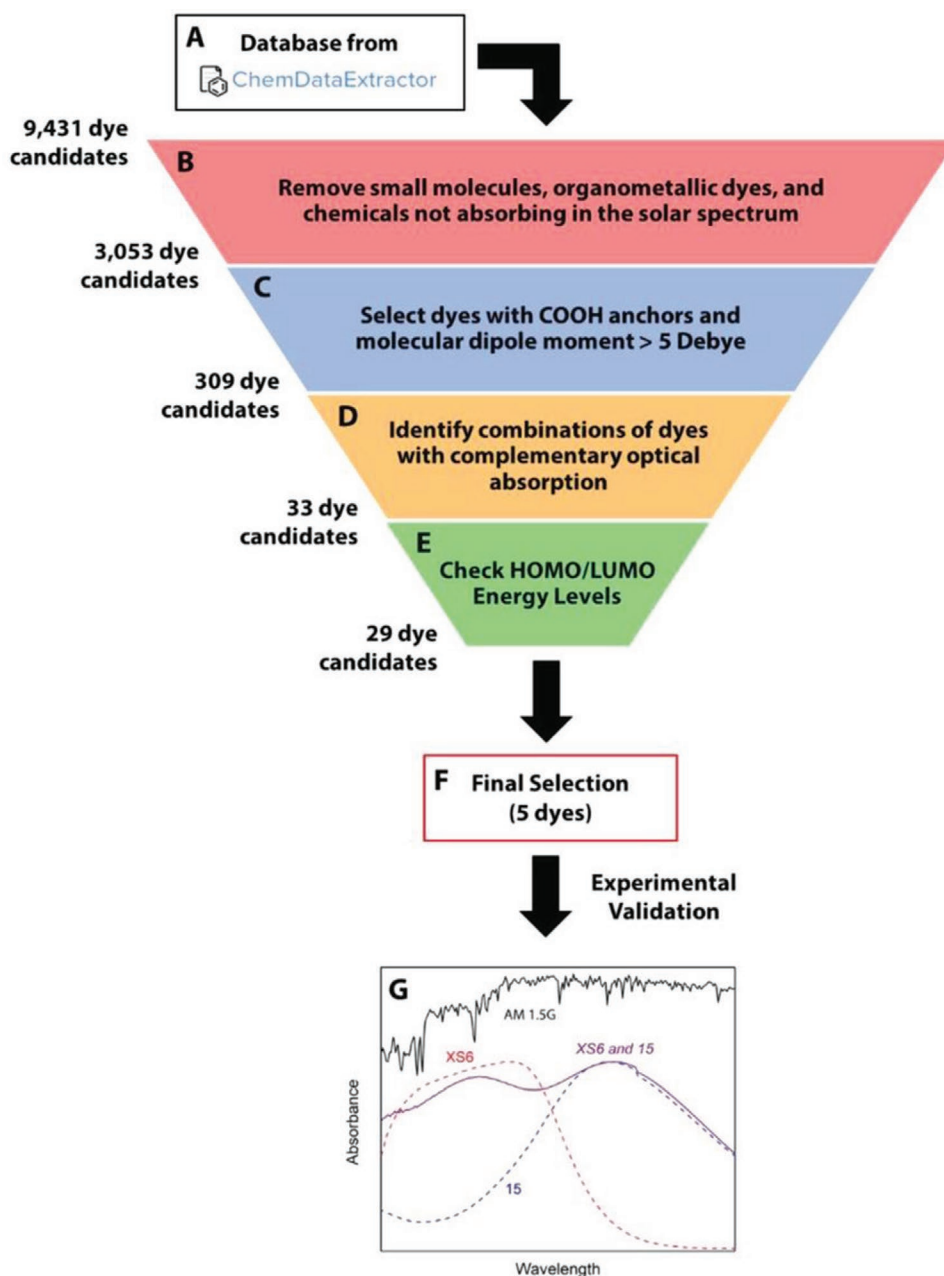 A
Database from
ChemDataExtractor
9,431 dye
candidates
B
Remove small molecules, organometallic dyes, and
chemicals not absorbing in the solar spectrum
3,053 dye
candidates
C
Select dyes with COOH anchors and
molecular dipole moment > 5 Debye
309 dye
candidates
D
Identify combinations of dyes
with complementary optical
absorption
33 dye
candidates
E
Check HOMO/LUMO
Energy Levels
29 dye
candidates
F
Final Selection
(5 dyes)
Experimental
Validation
G
AM 1.5G
XS6
XS6 and 15
15
Absorbance
Wavelength